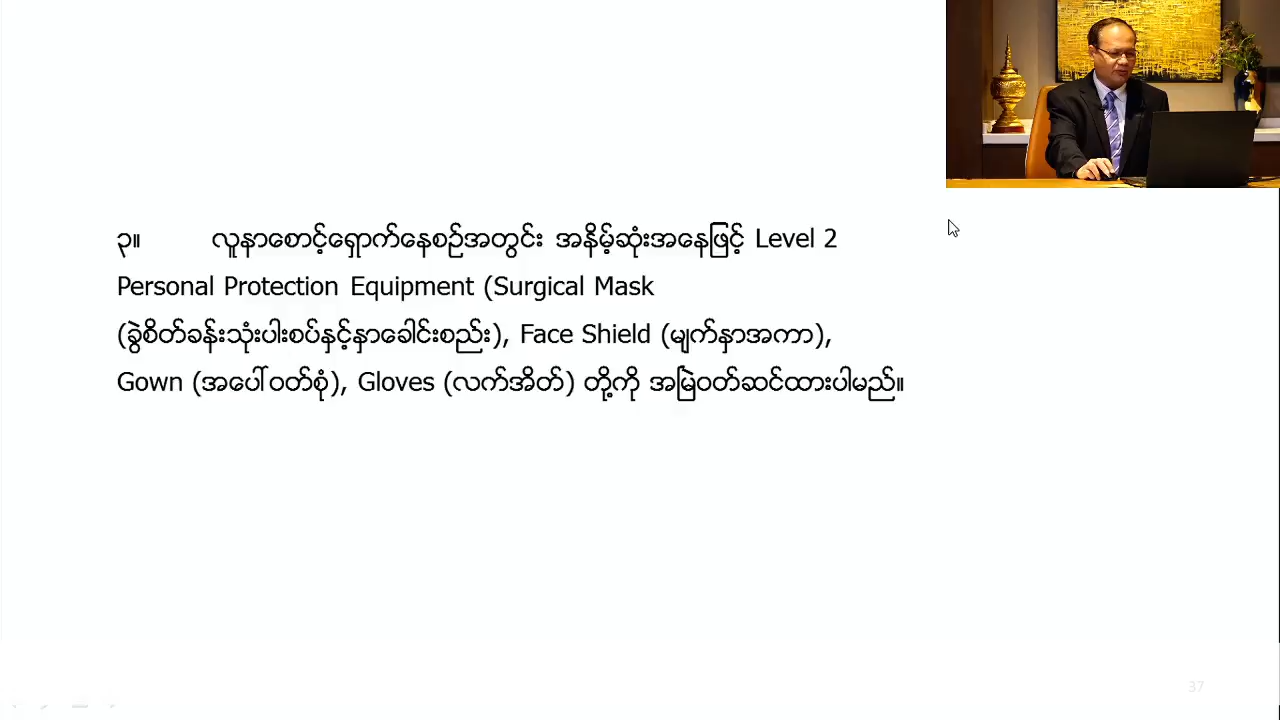 ၃။ လူနာစောင့်ရှောက်နေစဉ်အတွင်း အနိမ့်ဆုံးအနေဖြင့် Level 2
Personal Protection Equipment (Surgical Mask
(ခွဲစိတ်ခန်းသုံးပါးစပ်နှင့်နှာခေါင်းစည်း), Face Shield (မျက်နှာအကာ),
Gown (အပေါ်ဝတ်စုံ), Gloves (လက်အိတ်) တို့ကို အမြဲဝတ်ဆင်ထားပါမည်။
37